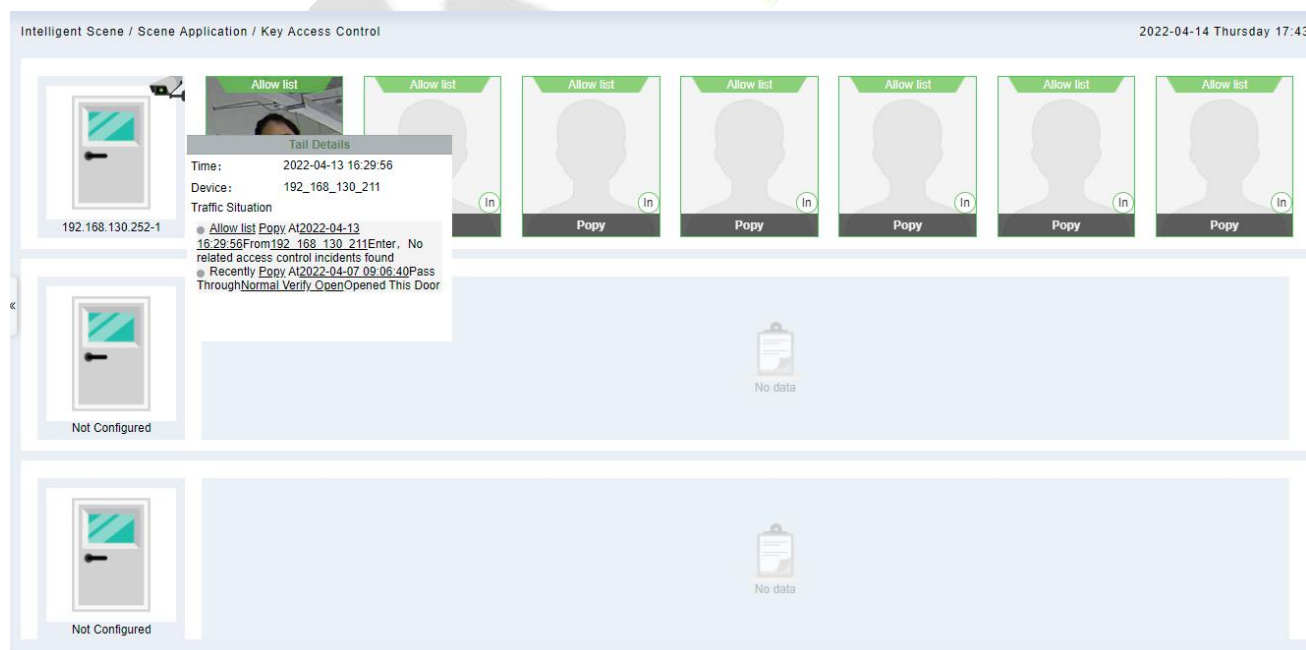 Intelligent Scene / Scene Application / Key Access Control
2022-04-14 Thursday 17:43
Allow list
Allow list
Allow list
Allow list
Allow list
Allow list
Allow list
192.168.130.252-1
Tail Details
Time:
2022-04-13 16:29:56
Device:
192_168_130_211
Traffic Situation
Allow list Popy At2022-04-13
16:29:56From192_168_130_211Enter, No
related access control incidents found
Recently Popy At2022-04-07 09:06:40Pass
ThroughNormal Verify OpenOpened This Door
In
In
In
In
In
In
Popy
Popy
Popy
Popy
Popy
«
Not Configured
No data
Not Configured
No data